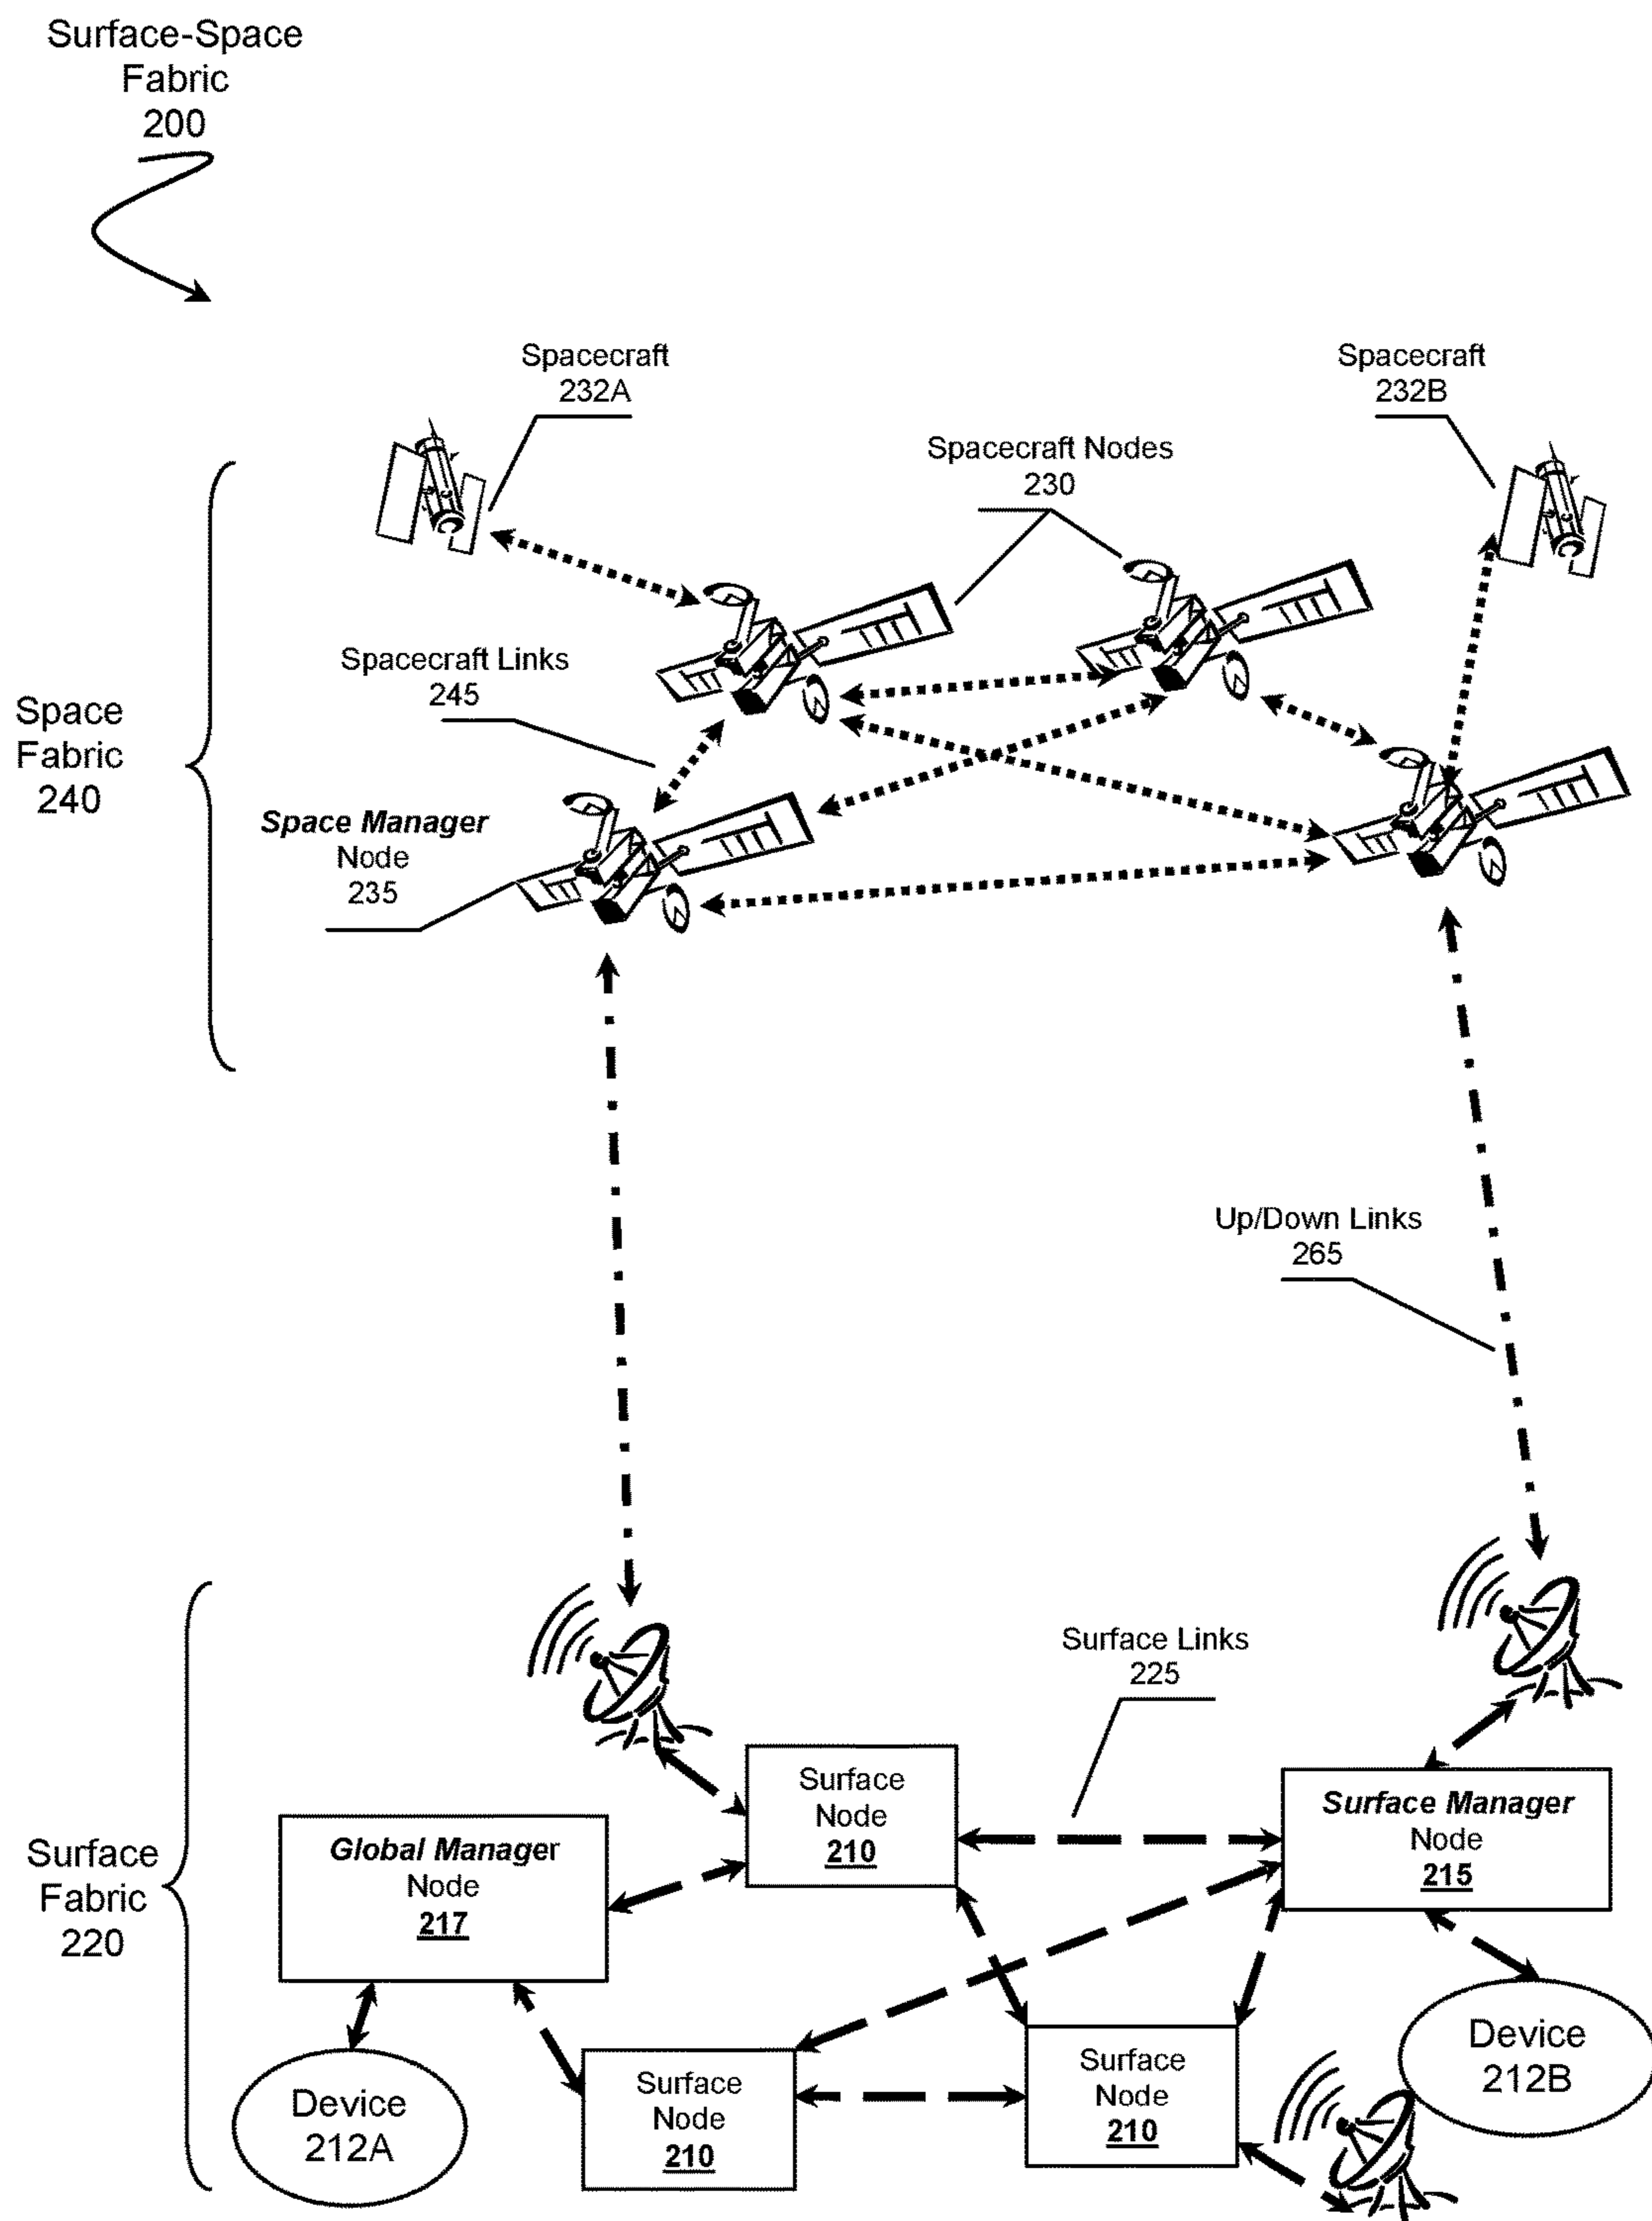 Surface-Space
Fabric
200
Spacecraft
232A
Spacecraft
232B
Spacecraft Nodes
230
Spacecraft Links
245
Space
Fabric
240
Space Manager
Node
235
Up/Down Links
265
Surface Links
225
Surface
Node
210
Surface Manager
Node
215
Global Manager
Node
217
Surface
Fabric
220
Device
212B
Surface
Node
210
Surface
Node
210
Device
212A